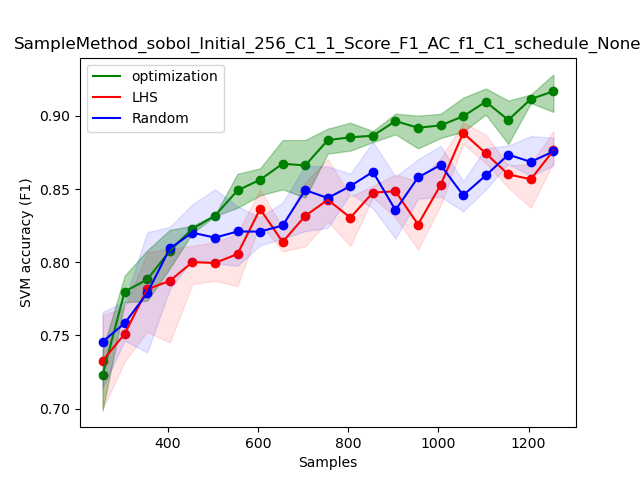 SampleMethod_sobol_Initial_256_C1_1_Score_F1_AC_f1_C1_schedule_None
optimization
LHS
Random
SVM accuracy (F1)
0.90
0.85
0.80
0.75
0.70
400 600 800 1000 1200
Samples